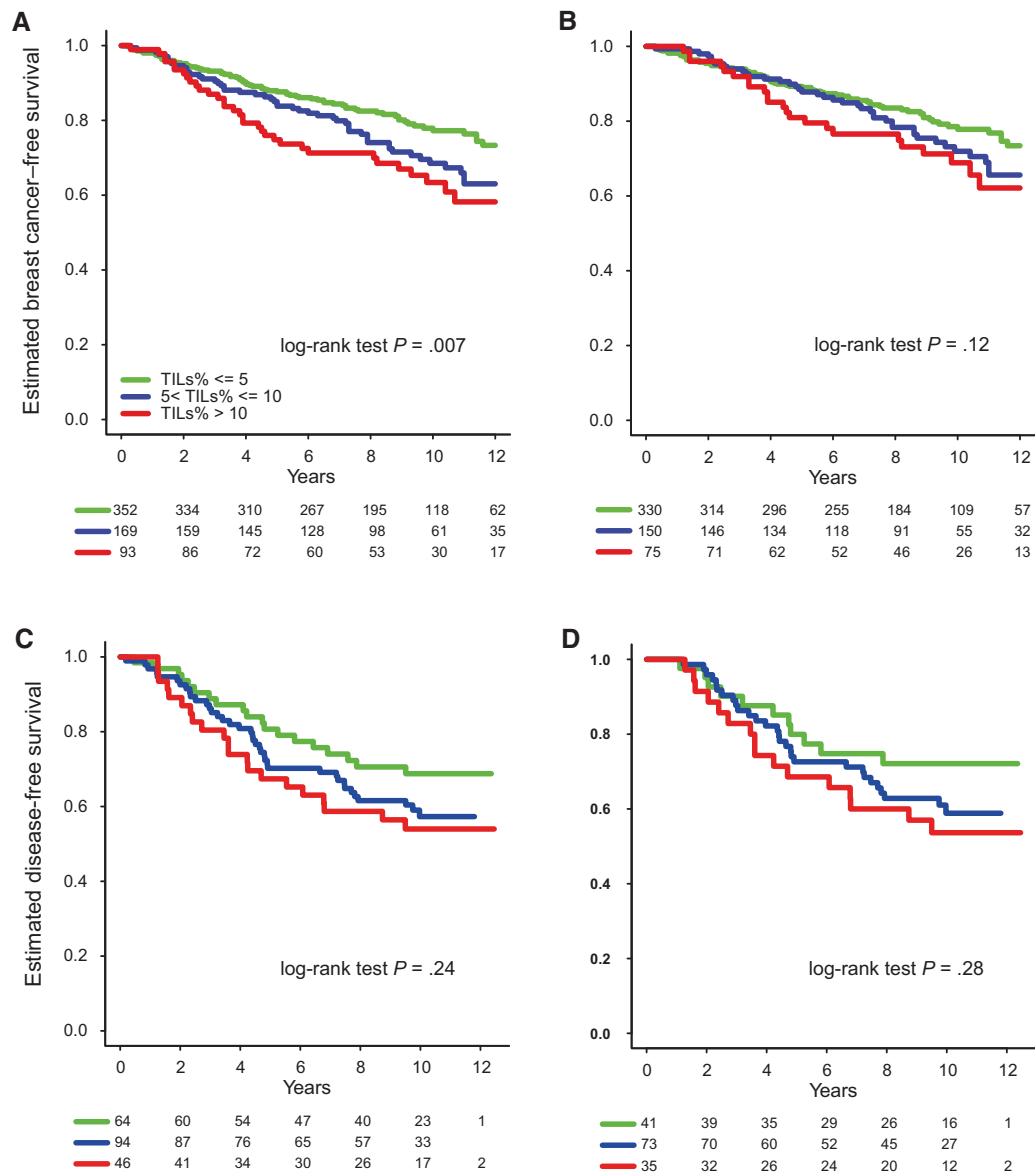 A
Estimated breast cancer–free survival
1.0
0.8
0.6
0.4
0.2
0.0
log-rank test P = .007
TILs% <= 5
5< TILs% <= 10
TILs% > 10
0 2 4 6 8 10 12
Years
352 334 310 267 195 118 62
169 159 145 128 98 61 35
93 86 72 60 53 30 17
B
1.0
0.8
0.6
0.4
0.2
0.0
log-rank test P = .12
0 2 4 6 8 10 12
Years
330 314 296 255 184 109 57
150 146 134 118 91 55 32
75 71 62 52 46 26 13
C
Estimated disease-free survival
1.0
0.8
0.6
0.4
0.2
0.0
log-rank test P = .24
0 2 4 6 8 10 12
Years
64 60 54 47 40 23 1
94 87 76 65 57 33
46 41 34 30 26 17 2
D
1.0
0.8
0.6
0.4
0.2
0.0
log-rank test P = .28
0 2 4 6 8 10 12
Years
41 39 35 29 26 16 1
73 70 60 52 45 27
35 32 26 24 20 12 2